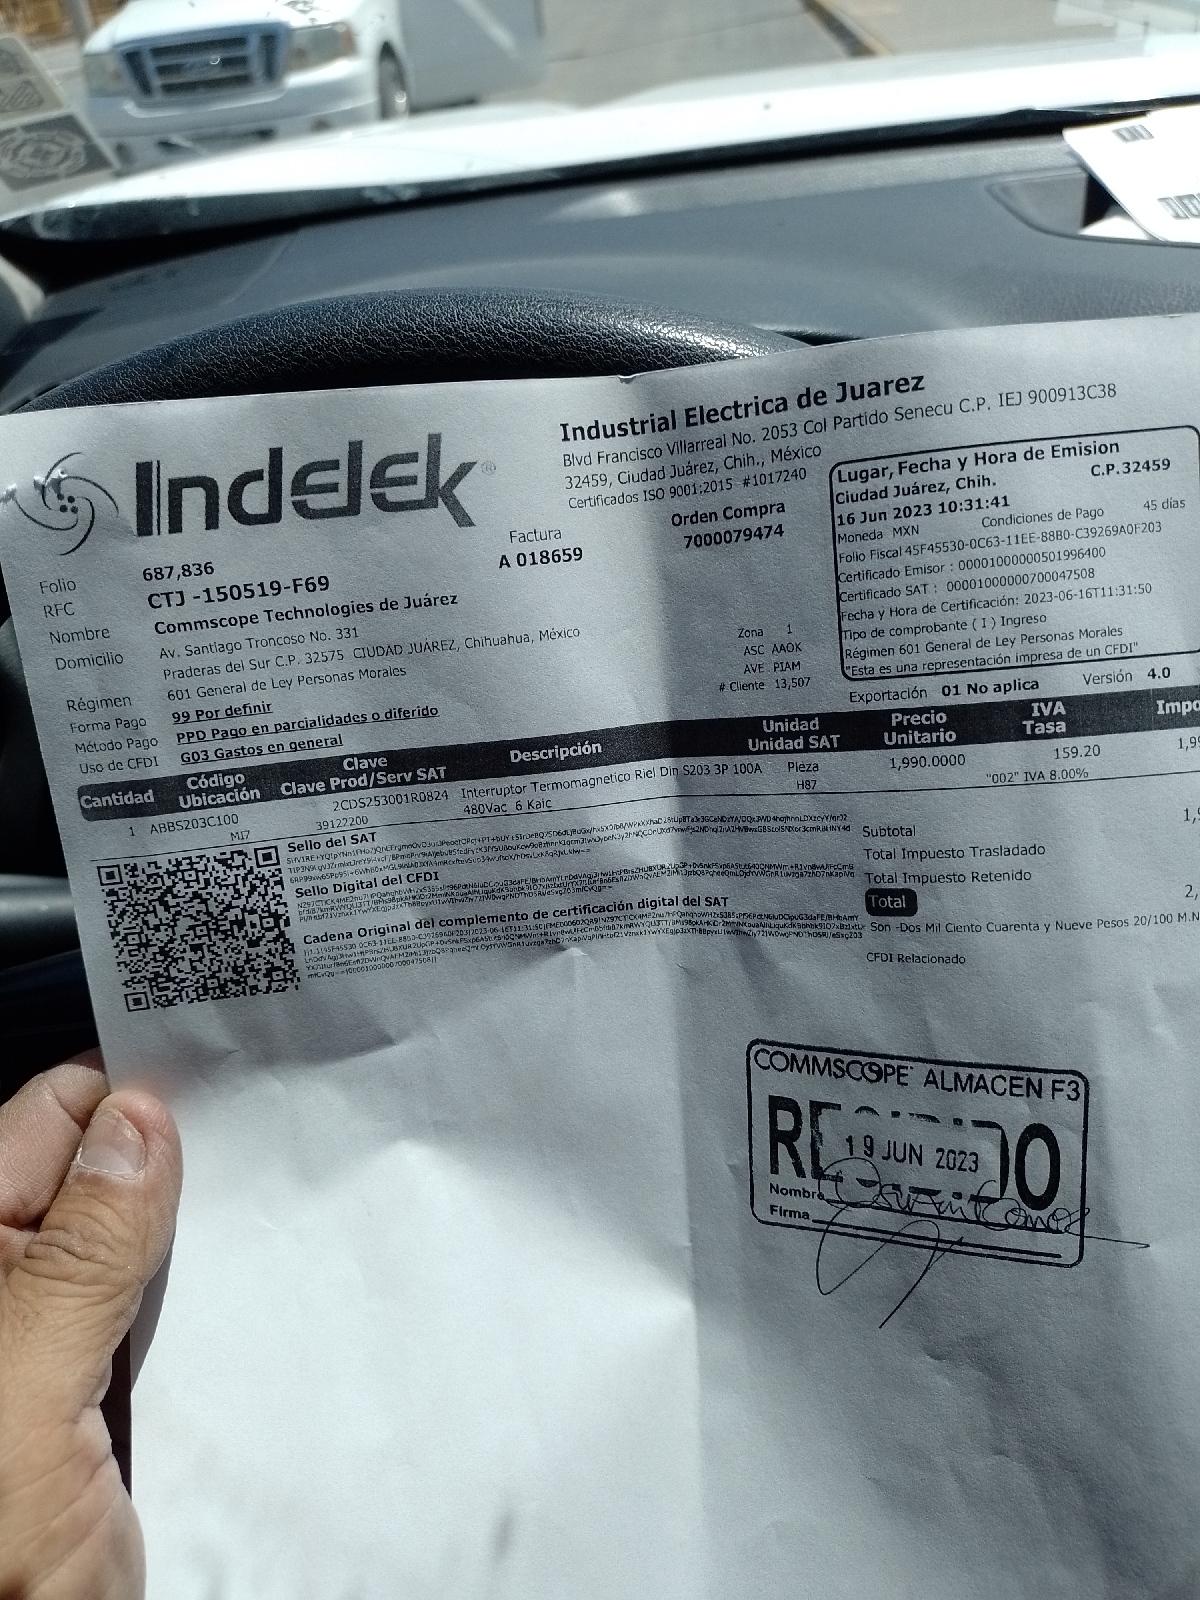 Indelek®
Industrial Electrica de Juarez
Blvd Francisco Villarreal No. 2053 Col Partido Senecu C.P. IEJ 900913C38
32459, Ciudad Juárez, Chih., México
Certificados ISO 9001:2015 #1017240
Orden Compra
7000079474
Factura
A 018659
Lugar, Fecha y Hora de Emision
Ciudad Juárez, Chih. C.P.32459
16 Jun 2023 10:31:41
Moneda MXN Condiciones de Pago 45 días
Folio Fiscal 45F45530-0C63-11EE-88B0-C39269A0F203
Certificado Emisor : 00001000000501996400
Certificado SAT : 00001000000700047508
Fecha y Hora de Certificación: 2023-06-16T11:31:50
Tipo de comprobante ( I ) Ingreso
Régimen 601 General de Ley Personas Morales
"Esta es una representación impresa de un CFDI"
Folio 687,836
RFC CTJ -150519-F69
Nombre Commscope Technologies de Juárez
Domicilio Av. Santiago Troncoso No. 331
Praderas del Sur C.P. 32575 CIUDAD JUÁREZ, Chihuahua, México
Régimen 601 General de Ley Personas Morales
Forma Pago 99 Por definir
Método Pago PPD Pago en parcialidades o diferido
Uso de CFDI G03 Gastos en general
Zona 1
ASC AAOK
AVE PIAM
# Cliente 13,507
Exportación 01 No aplica Versión 4.0
Cantidad Código Ubicación Clave Clave Prod/Serv SAT Descripción Unidad Unidad SAT Precio Unitario IVA Tasa Impo
1 ABBS203C100 2CDS253001R0824 Interruptor Termomagnetico Riel Din S203 3P 100A Pieza 1,990.0000 159.20 1,9
MI7 39122200 480Vac 6 Kaic H87 "002" IVA 8.00%
Sello del SAT
Sello Digital del CFDI
Cadena Original del complemento de certificación digital del SAT
Subtotal 1,9
Total Impuesto Trasladado
Total Impuesto Retenido
Total 2,
Son -Dos Mil Ciento Cuarenta y Nueve Pesos 20/100 M.N
CFDI Relacionado
COMMSCOPE ALMACEN F3
RECIBIDO
19 JUN 2023
Nombre
Firma